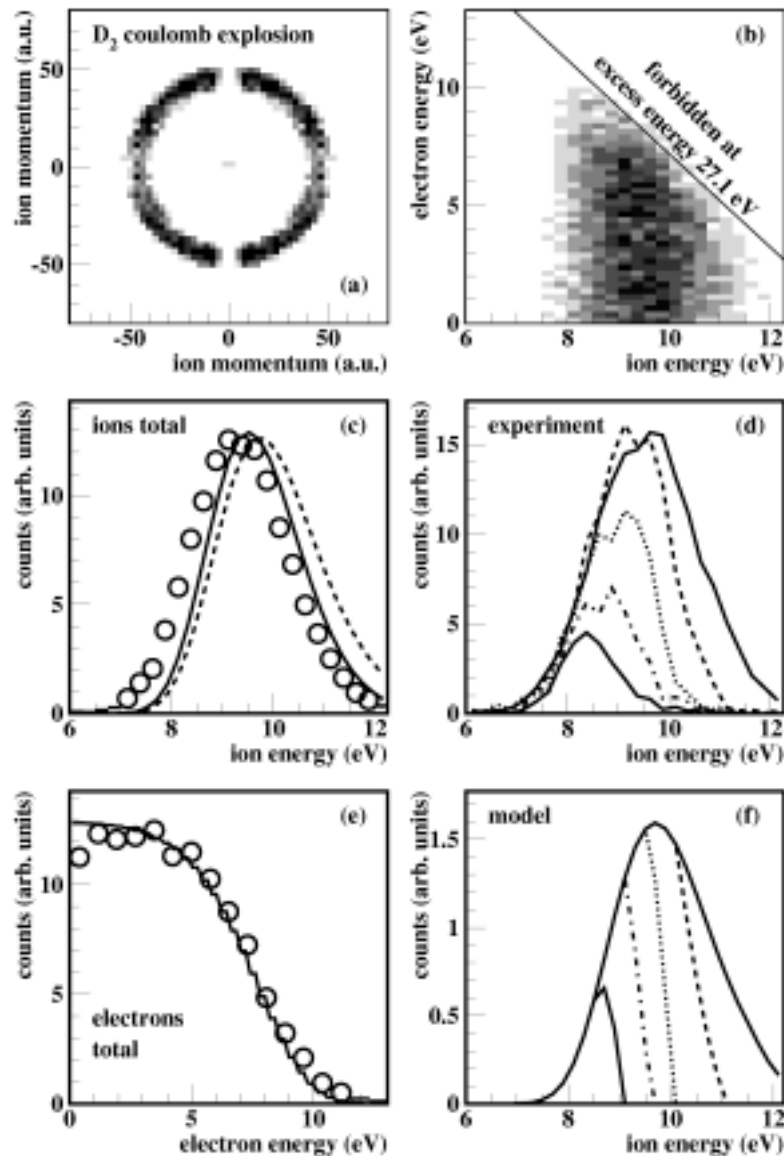 D2 coulomb explosion
ion momentum (a.u.)
50
0
-50
(a)
-50
0
50
ion momentum (a.u.)
electron energy (eV)
10
5
0
(b)
forbidden at
excess energy 27.1 eV
6
8
10
12
ion energy (eV)
counts (arb. units)
10
5
0
ions total
(c)
6
8
10
12
ion energy (eV)
counts (arb. units)
15
10
5
0
experiment
(d)
6
8
10
12
ion energy (eV)
counts (arb. units)
10
5
0
(e)
electrons
total
0
5
10
electron energy (eV)
counts (arb. units)
1.5
1
0.5
0
model
(f)
6
8
10
12
ion energy (eV)